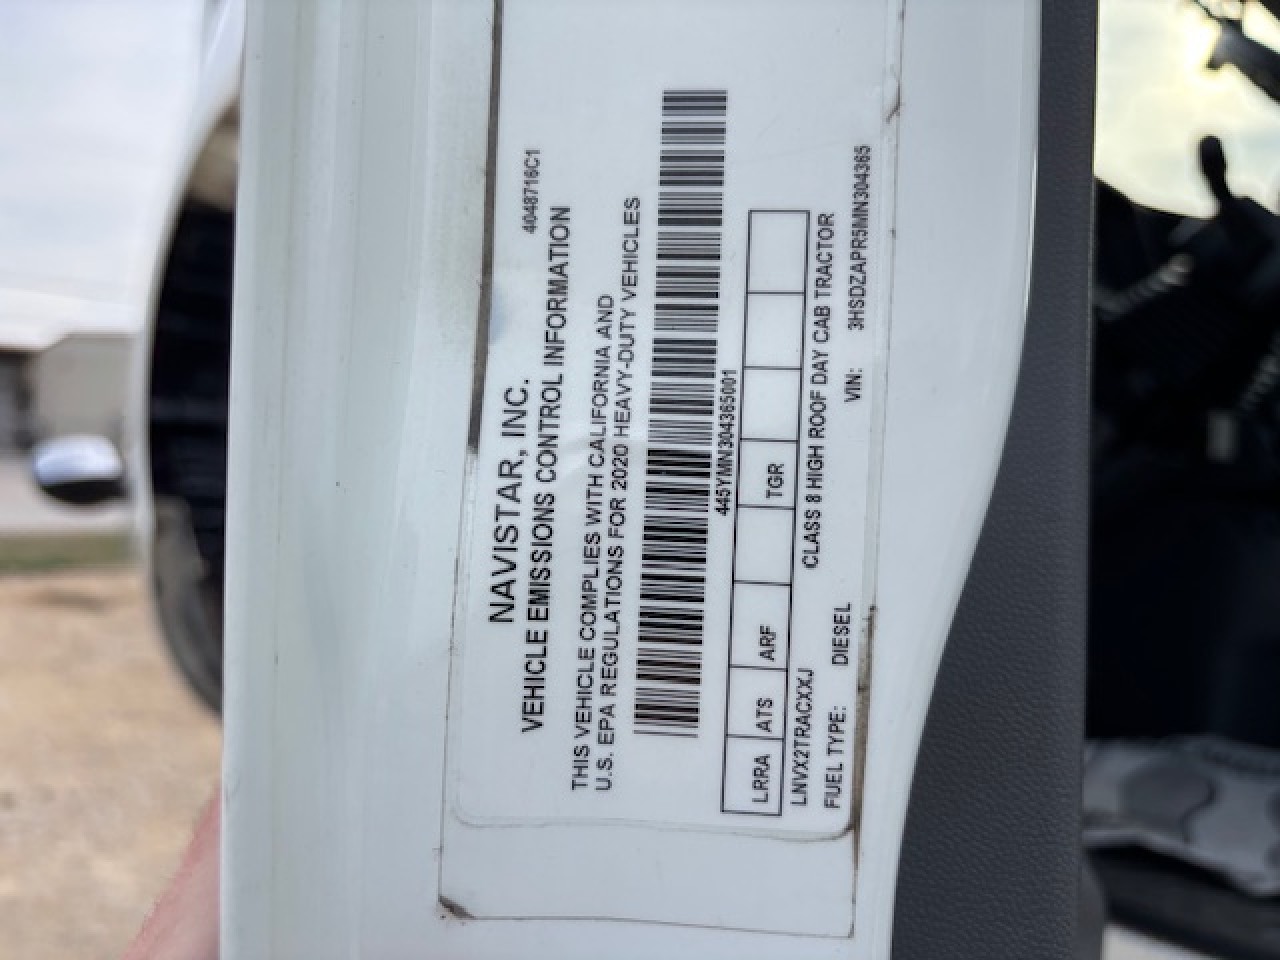 4048716C1
NAVISTAR, INC.
VEHICLE EMISSIONS CONTROL INFORMATION
THIS VEHICLE COMPLIES WITH CALIFORNIA AND
U.S. EPA REGULATIONS FOR 2020 HEAVY-DUTY VEHICLES
445YMN304365001
LRRA ATS ARF TGR
LNVX2TRACXXJ CLASS 8 HIGH ROOF DAY CAB TRACTOR
FUEL TYPE: DIESEL VIN: 3HSDZAPR5MN304365